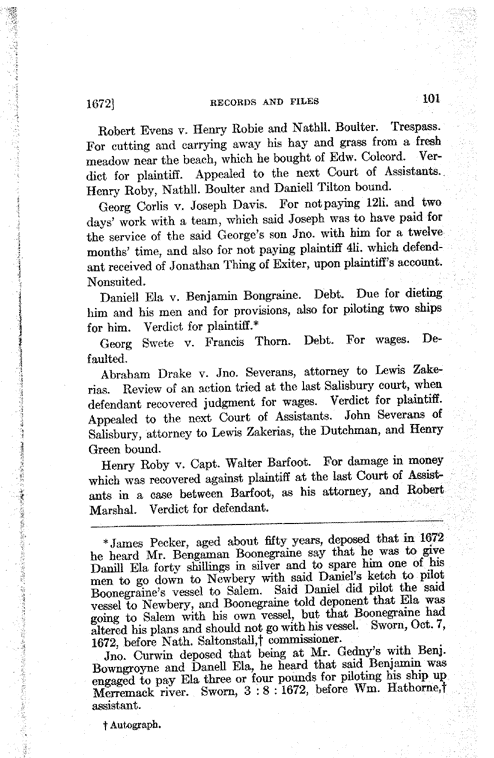 1672]	RECORDS AND FILES	101
Robert Evens v. Henry Robie and Nathll. Boulter. Trespass.
For cutting and carrying away his hay and grass from a fresh
meadow near the beach, which he bought of Edw. Colcord. Ver-
dict for plaintiff. Appealed to the next Court of Assistants.
Henry Roby, Nathll. Boulter and Daniell Tilton bound.
Georg Corlis v. Joseph Davis. For not paying 12li. and two
days' work with a team, which said Joseph was to have paid for
the service of the said George's son Jno. with him for a twelve
months' time, and also for not paying plaintiff 4li. which defend-
ant received of Jonathan Thing of Exiter, upon plaintiff's account.
Nonsuited.
Daniell Ela v. Benjamin Bongraine. Debt. Due for dieting
him and his men and for provisions, also for piloting two ships
for him. Verdict for plaintiff.*
Georg Swete v. Francis Thorn. Debt. For wages. De-
faulted.
Abraham Drake v. Jno. Severans, attorney to Lewis Zake-
rias. Review of an action tried at the last Salisbury court, when
defendant recovered judgment for wages. Verdict for plaintiff.
Appealed to the next Court of Assistants. John Severans of
Salisbury, attorney to Lewis Zakerias, the Dutchman, and Henry
Green bound.
Henry Roby v. Capt. Walter Barfoot. For damage in money
which was recovered against plaintiff at the last Court of Assist-
ants in a case between Barfoot, as his attorney, and Robert
Marshal. Verdict for defendant.
*James Pecker, aged about fifty years, deposed that in 1672
he heard Mr. Bengaman Boonegraine say that he was to give
Danill Ela forty shillings in silver and to spare him one of his
men to go down to Newbery with said Daniel's ketch to pilot
Boonegraine's vessel to Salem. Said Daniel did pilot the said
vessel to Newbery, and Boonegraine told deponent that Ela was
going to Salem with his own vessel, but that Boonegraine had
altered his plans and should not go with his vessel. Sworn, Oct. 7,
1672, before Nath. Saltonstall,† commissioner.
Jno. Curwin deposed that being at Mr. Gedny's with Benj.
Bowngroyne and Danell Ela, he heard that said Benjamin was
engaged to pay Ela three or four pounds for piloting his ship up
Merremack river. Sworn, 3 : 8 : 1672, before Wm. Hathorne,†
assistant.
† Autograph.